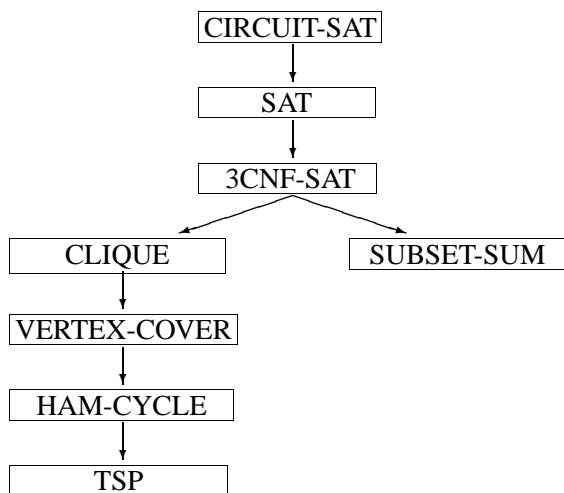 CIRCUIT-SAT
SAT
3CNF-SAT
CLIQUE
SUBSET-SUM
VERTEX-COVER
HAM-CYCLE
TSP